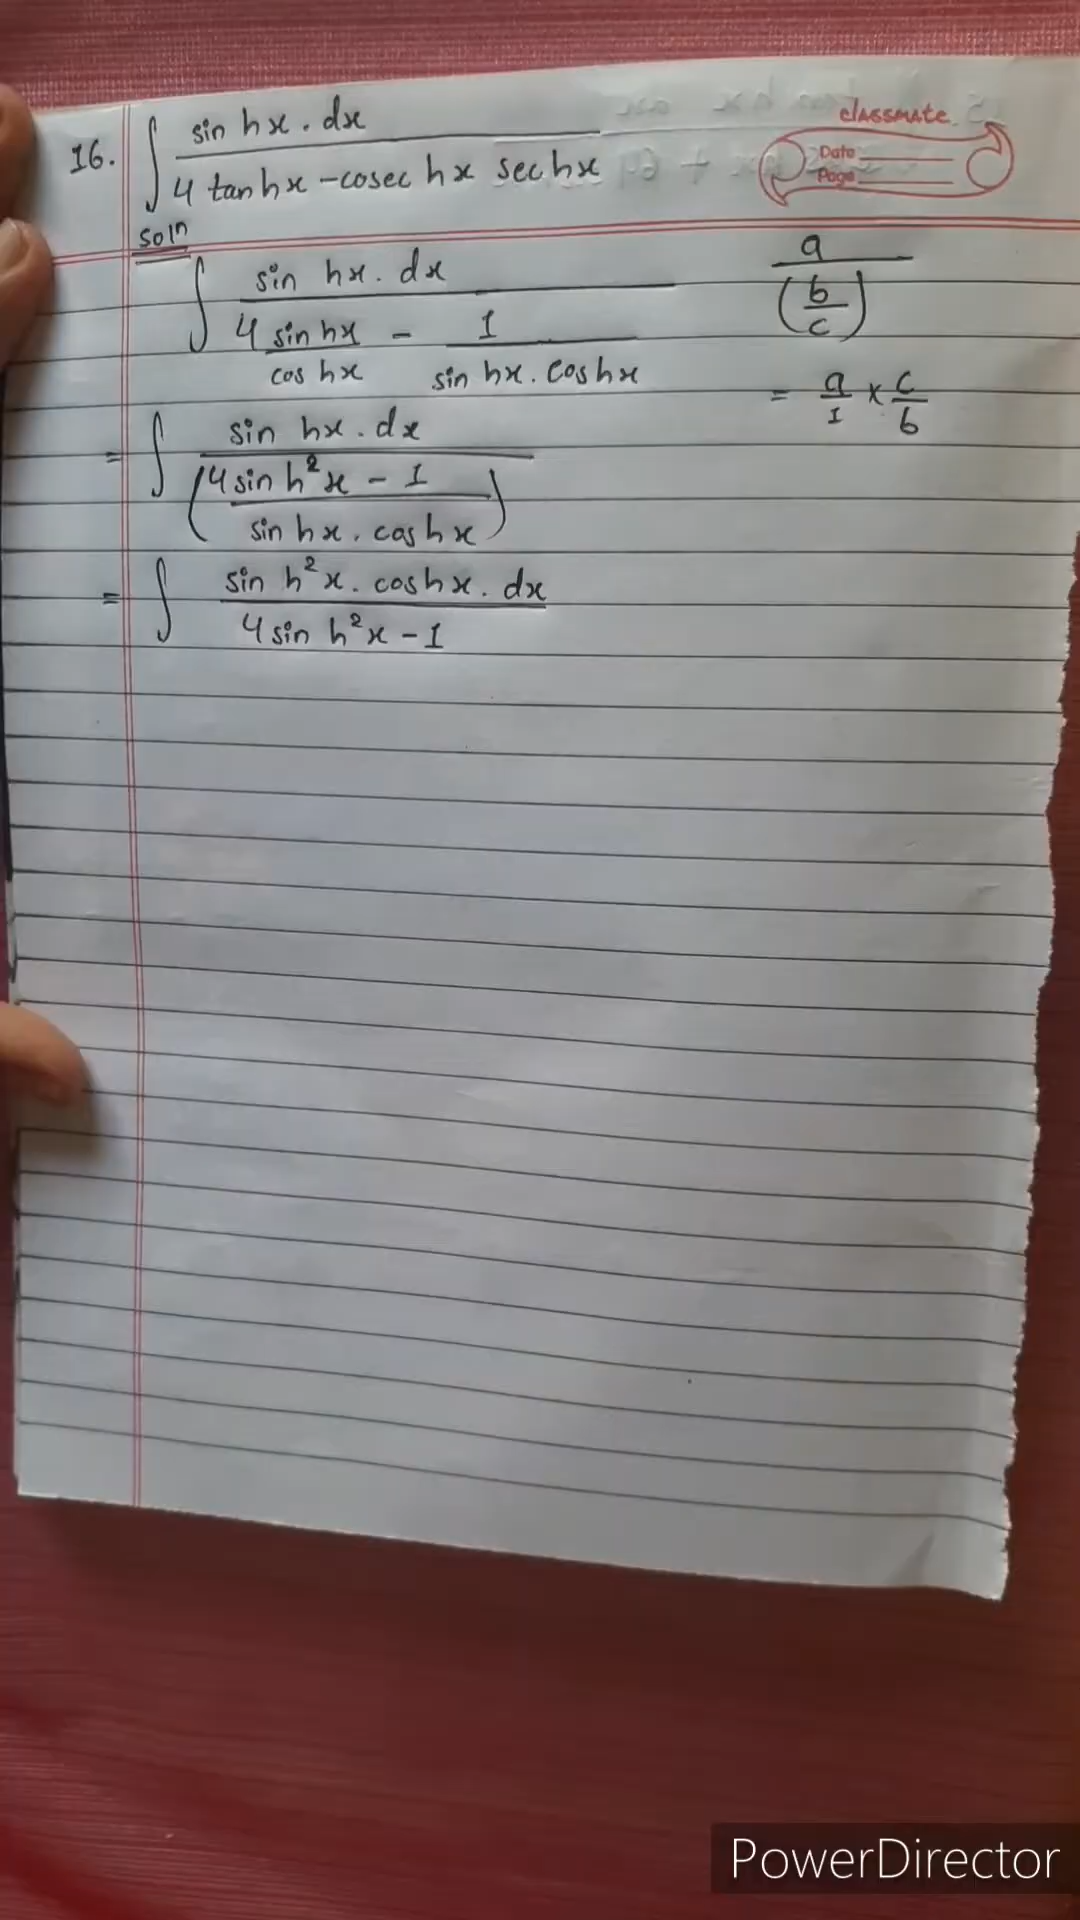 classmate
Date
Page
16. ∫ sin hx . dx
4 tan hx - cosec hx sec hx
soln
∫ sin hx . dx
4 sin hx - 1
cos hx sin hx . cos hx
a
(b/c)
= a/1 × c/b
= ∫ sin hx . dx
(4 sin h²x - 1)
sin hx . cos hx
= ∫ sin h²x . cos hx . dx
4 sin h²x - 1
PowerDirector